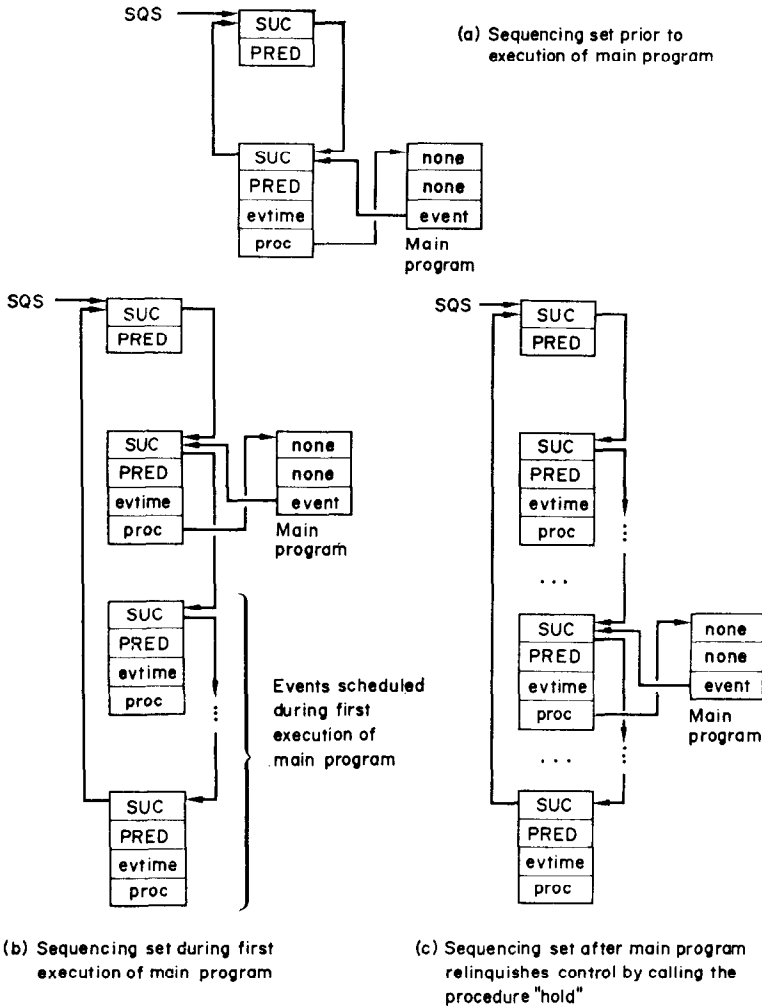 SQS
SUC
PRED
(a) Sequencing set prior to
execution of main program
SUC
PRED
evtime
proc
none
none
event
Main
program
SQS
SUC
PRED
SUC
PRED
evtime
proc
none
none
event
Main
program
SUC
PRED
evtime
proc
Events scheduled
during first
execution of
main program
SUC
PRED
evtime
proc
(b) Sequencing set during first
execution of main program
SQS
SUC
PRED
SUC
PRED
evtime
proc
...
SUC
PRED
evtime
proc
none
none
event
Main
program
...
SUC
PRED
evtime
proc
(c) Sequencing set after main program
relinquishes control by calling the
procedure "hold"